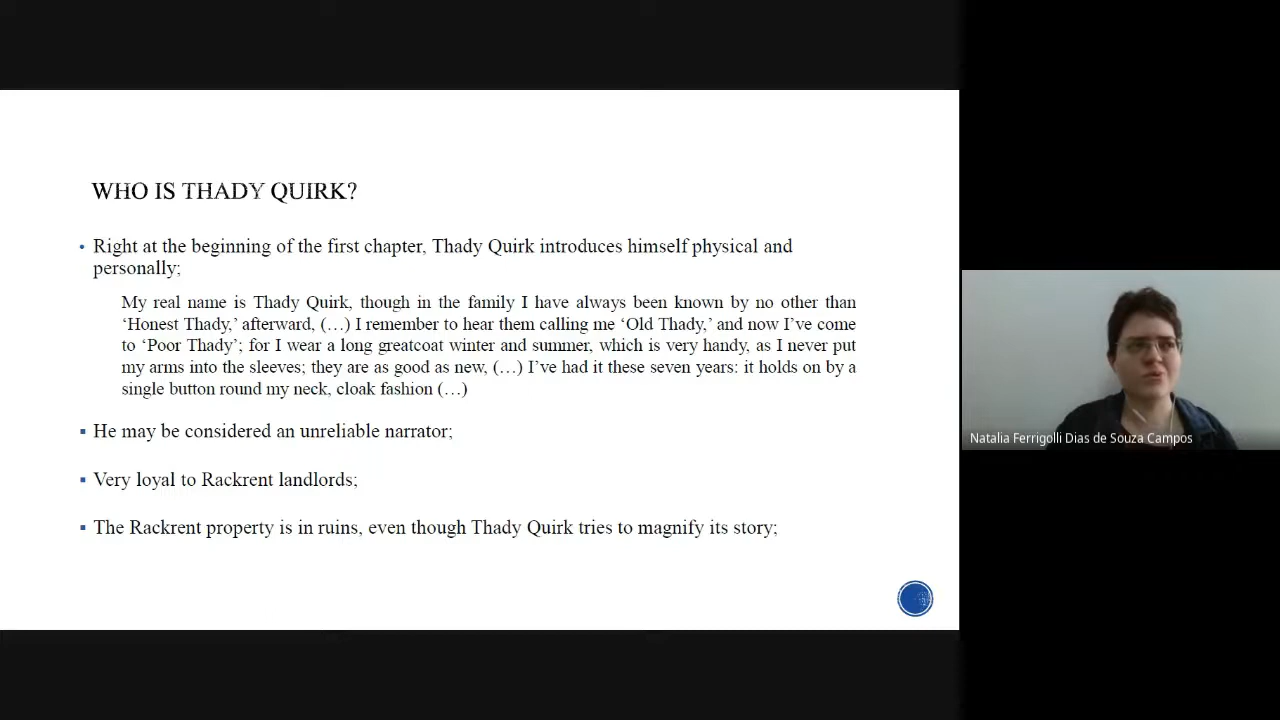 WHO IS THADY QUIRK?
• Right at the beginning of the first chapter, Thady Quirk introduces himself physical and
personally;
My real name is Thady Quirk, though in the family I have always been known by no other than
‘Honest Thady,’ afterward, (…) I remember to hear them calling me ‘Old Thady,’ and now I’ve come
to ‘Poor Thady’; for I wear a long greatcoat winter and summer, which is very handy, as I never put
my arms into the sleeves; they are as good as new, (…) I’ve had it these seven years: it holds on by a
single button round my neck, cloak fashion (…)
▪ He may be considered an unreliable narrator;
▪ Very loyal to Rackrent landlords;
▪ The Rackrent property is in ruins, even though Thady Quirk tries to magnify its story;
Natalia Ferrigolli Dias de Souza Campos